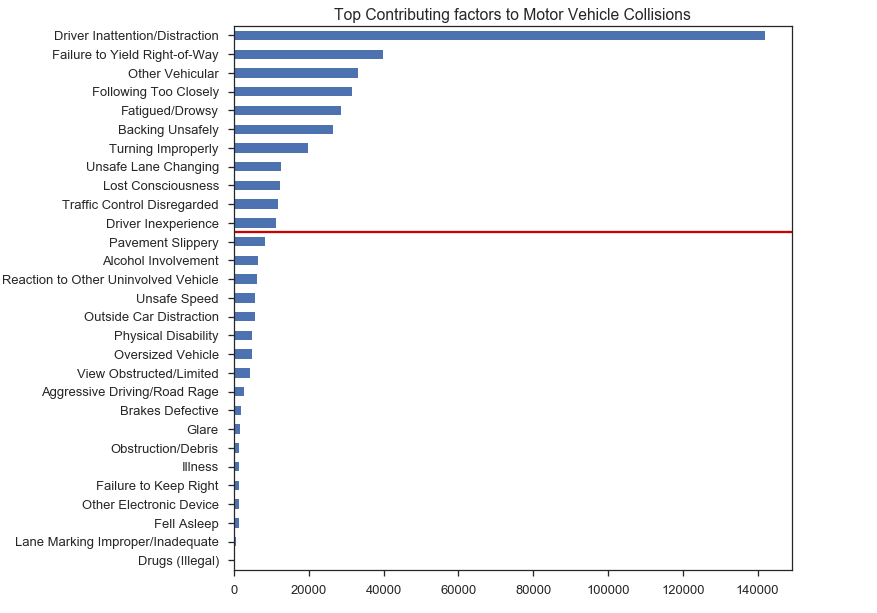 Top Contributing factors to Motor Vehicle Collisions
Driver Inattention/Distraction
Failure to Yield Right-of-Way
Other Vehicular
Following Too Closely
Fatigued/Drowsy
Backing Unsafely
Turning Improperly
Unsafe Lane Changing
Lost Consciousness
Traffic Control Disregarded
Driver Inexperience
Pavement Slippery
Alcohol Involvement
Reaction to Other Uninvolved Vehicle
Unsafe Speed
Outside Car Distraction
Physical Disability
Oversized Vehicle
View Obstructed/Limited
Aggressive Driving/Road Rage
Brakes Defective
Glare
Obstruction/Debris
Illness
Failure to Keep Right
Other Electronic Device
Fell Asleep
Lane Marking Improper/Inadequate
Drugs (Illegal)
0 20000 40000 60000 80000 100000 120000 140000